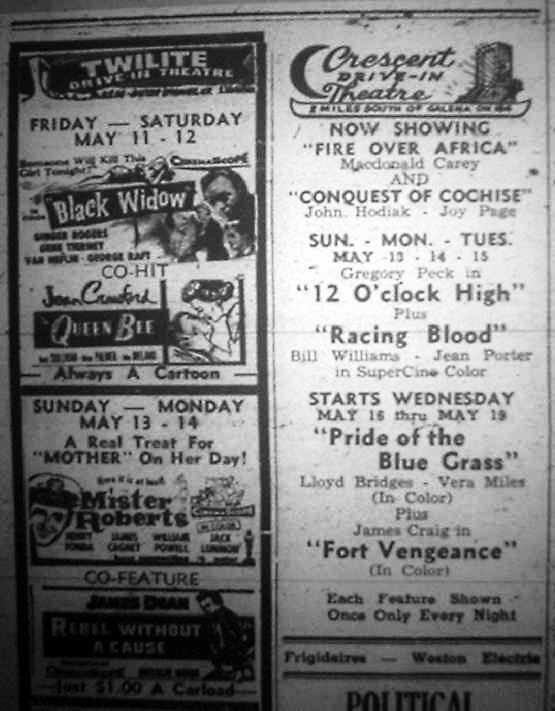 TWILITE
DRIVE-IN THEATRE
FRIDAY — SATURDAY
MAY 11 - 12
Someone Will Kill This
Girl Tonight!
CINEMASCOPE
Black Widow
GINGER ROGERS
GENE TIERNEY
VAN HEFLIN · GEORGE RAFT
CO-HIT
Joan Crawford
QUEEN BEE
Always A Cartoon
SUNDAY — MONDAY
MAY 13 - 14
A Real Treat For
"MOTHER" On Her Day!
Mister
Roberts
CINEMASCOPE
HENRY JAMES WILLIAM JACK
FONDA CAGNEY POWELL LEMMON
CO-FEATURE
JAMES DEAN
REBEL WITHOUT
A CAUSE
Just $1.00 A Carload
Crescent
DRIVE-IN
Theatre
2 MILES SOUTH OF GALENA ON
NOW SHOWING
"FIRE OVER AFRICA"
Macdonald Carey
AND
"CONQUEST OF COCHISE"
John Hodiak - Joy Page
SUN. - MON. - TUES.
MAY 13 - 14 - 15
Gregory Peck in
"12 O'clock High"
Plus
"Racing Blood"
Bill Williams - Jean Porter
in SuperCine Color
STARTS WEDNESDAY
MAY 16 thru MAY 19
"Pride of the
Blue Grass"
Lloyd Bridges - Vera Miles
(In Color)
Plus
James Craig in
"Fort Vengeance"
(In Color)
Each Feature Shown
Once Only Every Night
Frigidaires — Weston Electric
POLITICAL